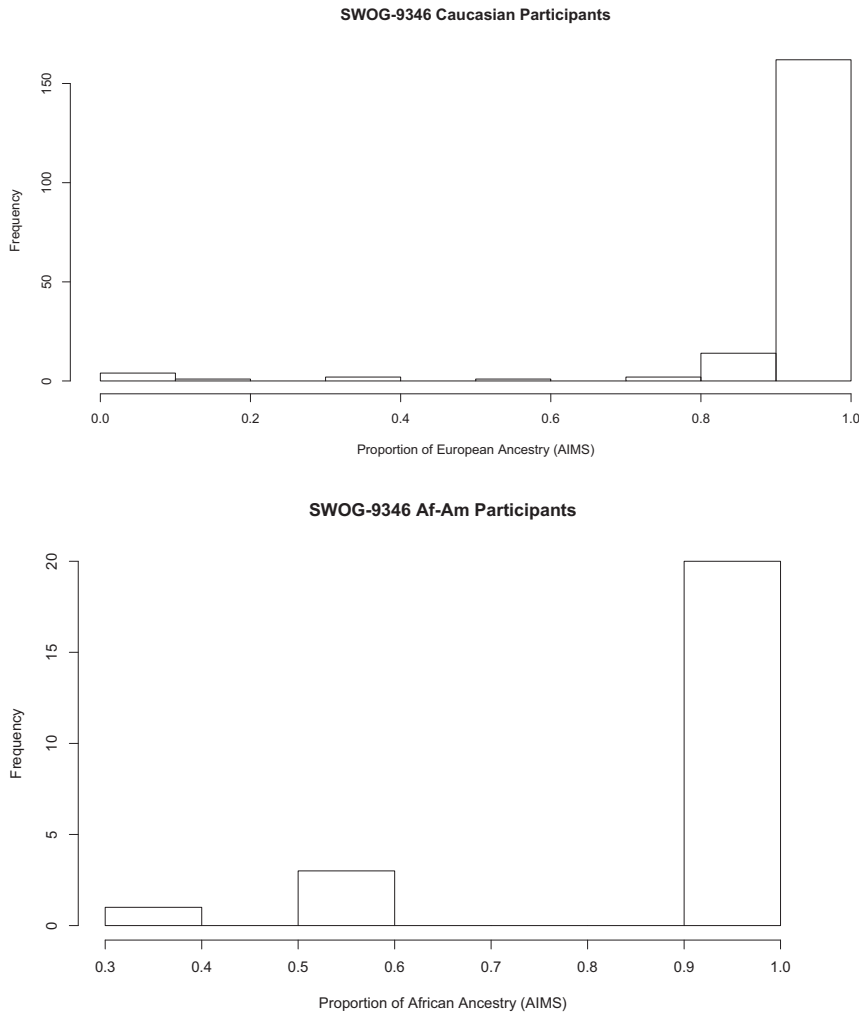 SWOG-9346 Caucasian Participants
150
100
50
0
Frequency
0.0 0.2 0.4 0.6 0.8 1.0
Proportion of European Ancestry (AIMS)
SWOG-9346 Af-Am Participants
20
15
10
5
0
Frequency
0.3 0.4 0.5 0.6 0.7 0.8 0.9 1.0
Proportion of African Ancestry (AIMS)